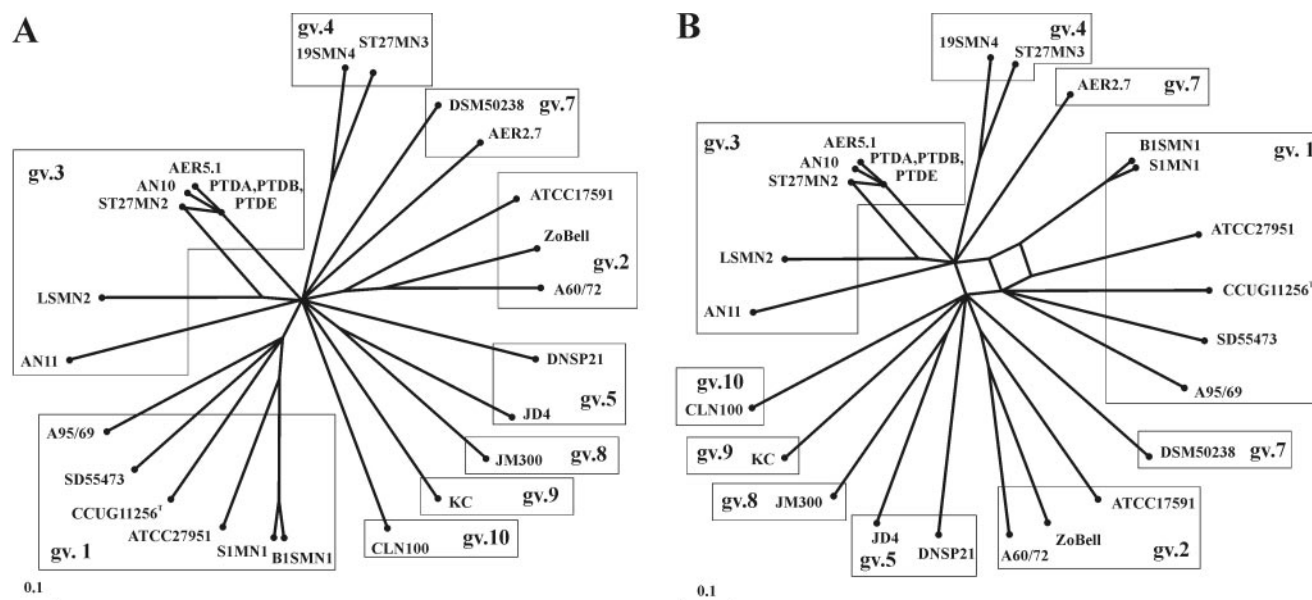 A
gv.4
19SMN4
ST27MN3
DSM50238
gv.7
AER2.7
gv.3
AER5.1
AN10
PTDA,PTDB,
ST27MN2
PTDE
ATCC17591
ZoBell
gv.2
A60/72
LSMN2
AN11
DNSP21
gv.5
JD4
A95/69
JM300
gv.8
SD55473
KC
gv.9
CCUG11256ᵀ
ATCC27951
gv.10
CLN100
S1MN1
gv. 1
B1SMN1
0.1
B
gv.4
19SMN4
ST27MN3
AER2.7
gv.7
gv.3
AER5.1
AN10
PTDA,PTDB,
ST27MN2
PTDE
B1SMN1
gv. 1
S1MN1
ATCC27951
LSMN2
CCUG11256ᵀ
AN11
SD55473
A95/69
gv.10
CLN100
gv.9
KC
DSM50238
gv.7
gv.8
JM300
ATCC17591
JD4
gv.5
DNSP21
ZoBell
A60/72
gv.2
0.1